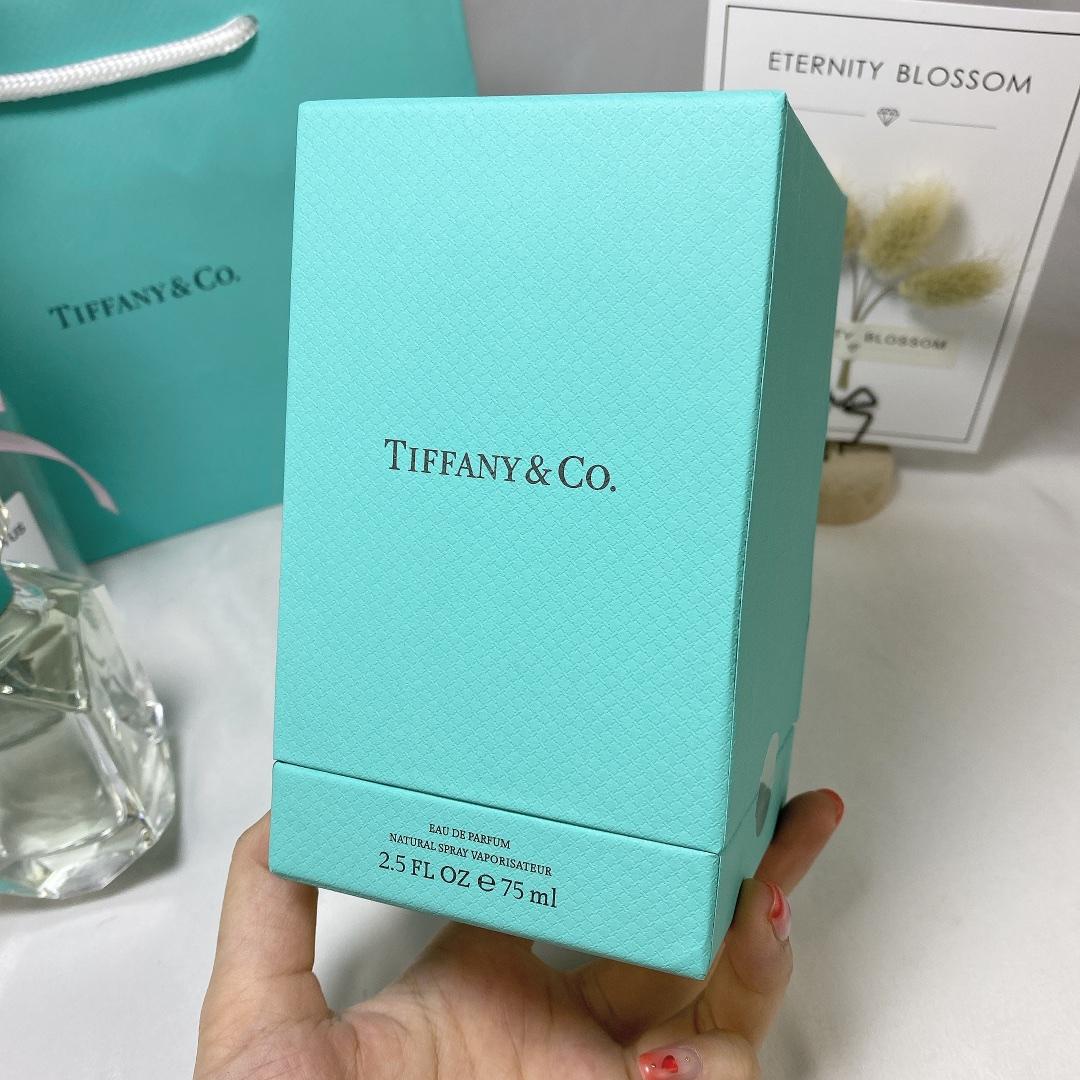 ETERNITY BLOSSOM
TIFFANY & CO.
BLOSSOM
TIFFANY & CO.
EAU DE PARFUM
NATURAL SPRAY VAPORISATEUR
2.5 FL OZ ℮ 75 ml